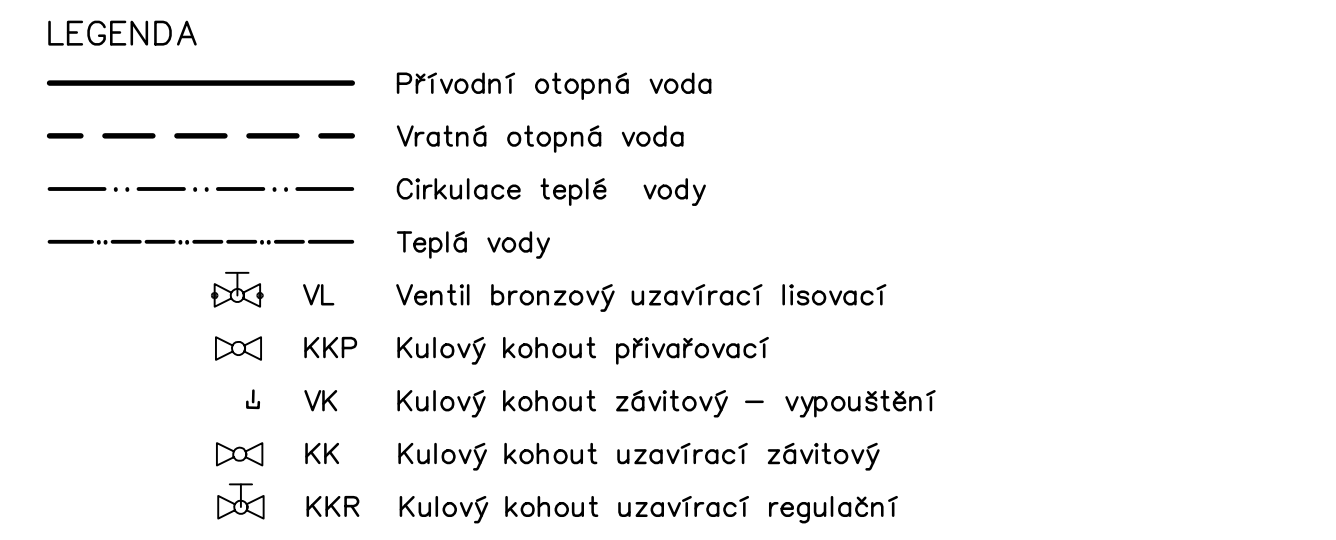 LEGENDA
Přívodní otopná voda
Vratná otopná voda
Cirkulace teplé vody
Teplá vody
VL Ventil bronzový uzavírací lisovací
KKP Kulový kohout přivařovací
VK Kulový kohout závitový – vypouštění
KK Kulový kohout uzavírací závitový
KKR Kulový kohout uzavírací regulační